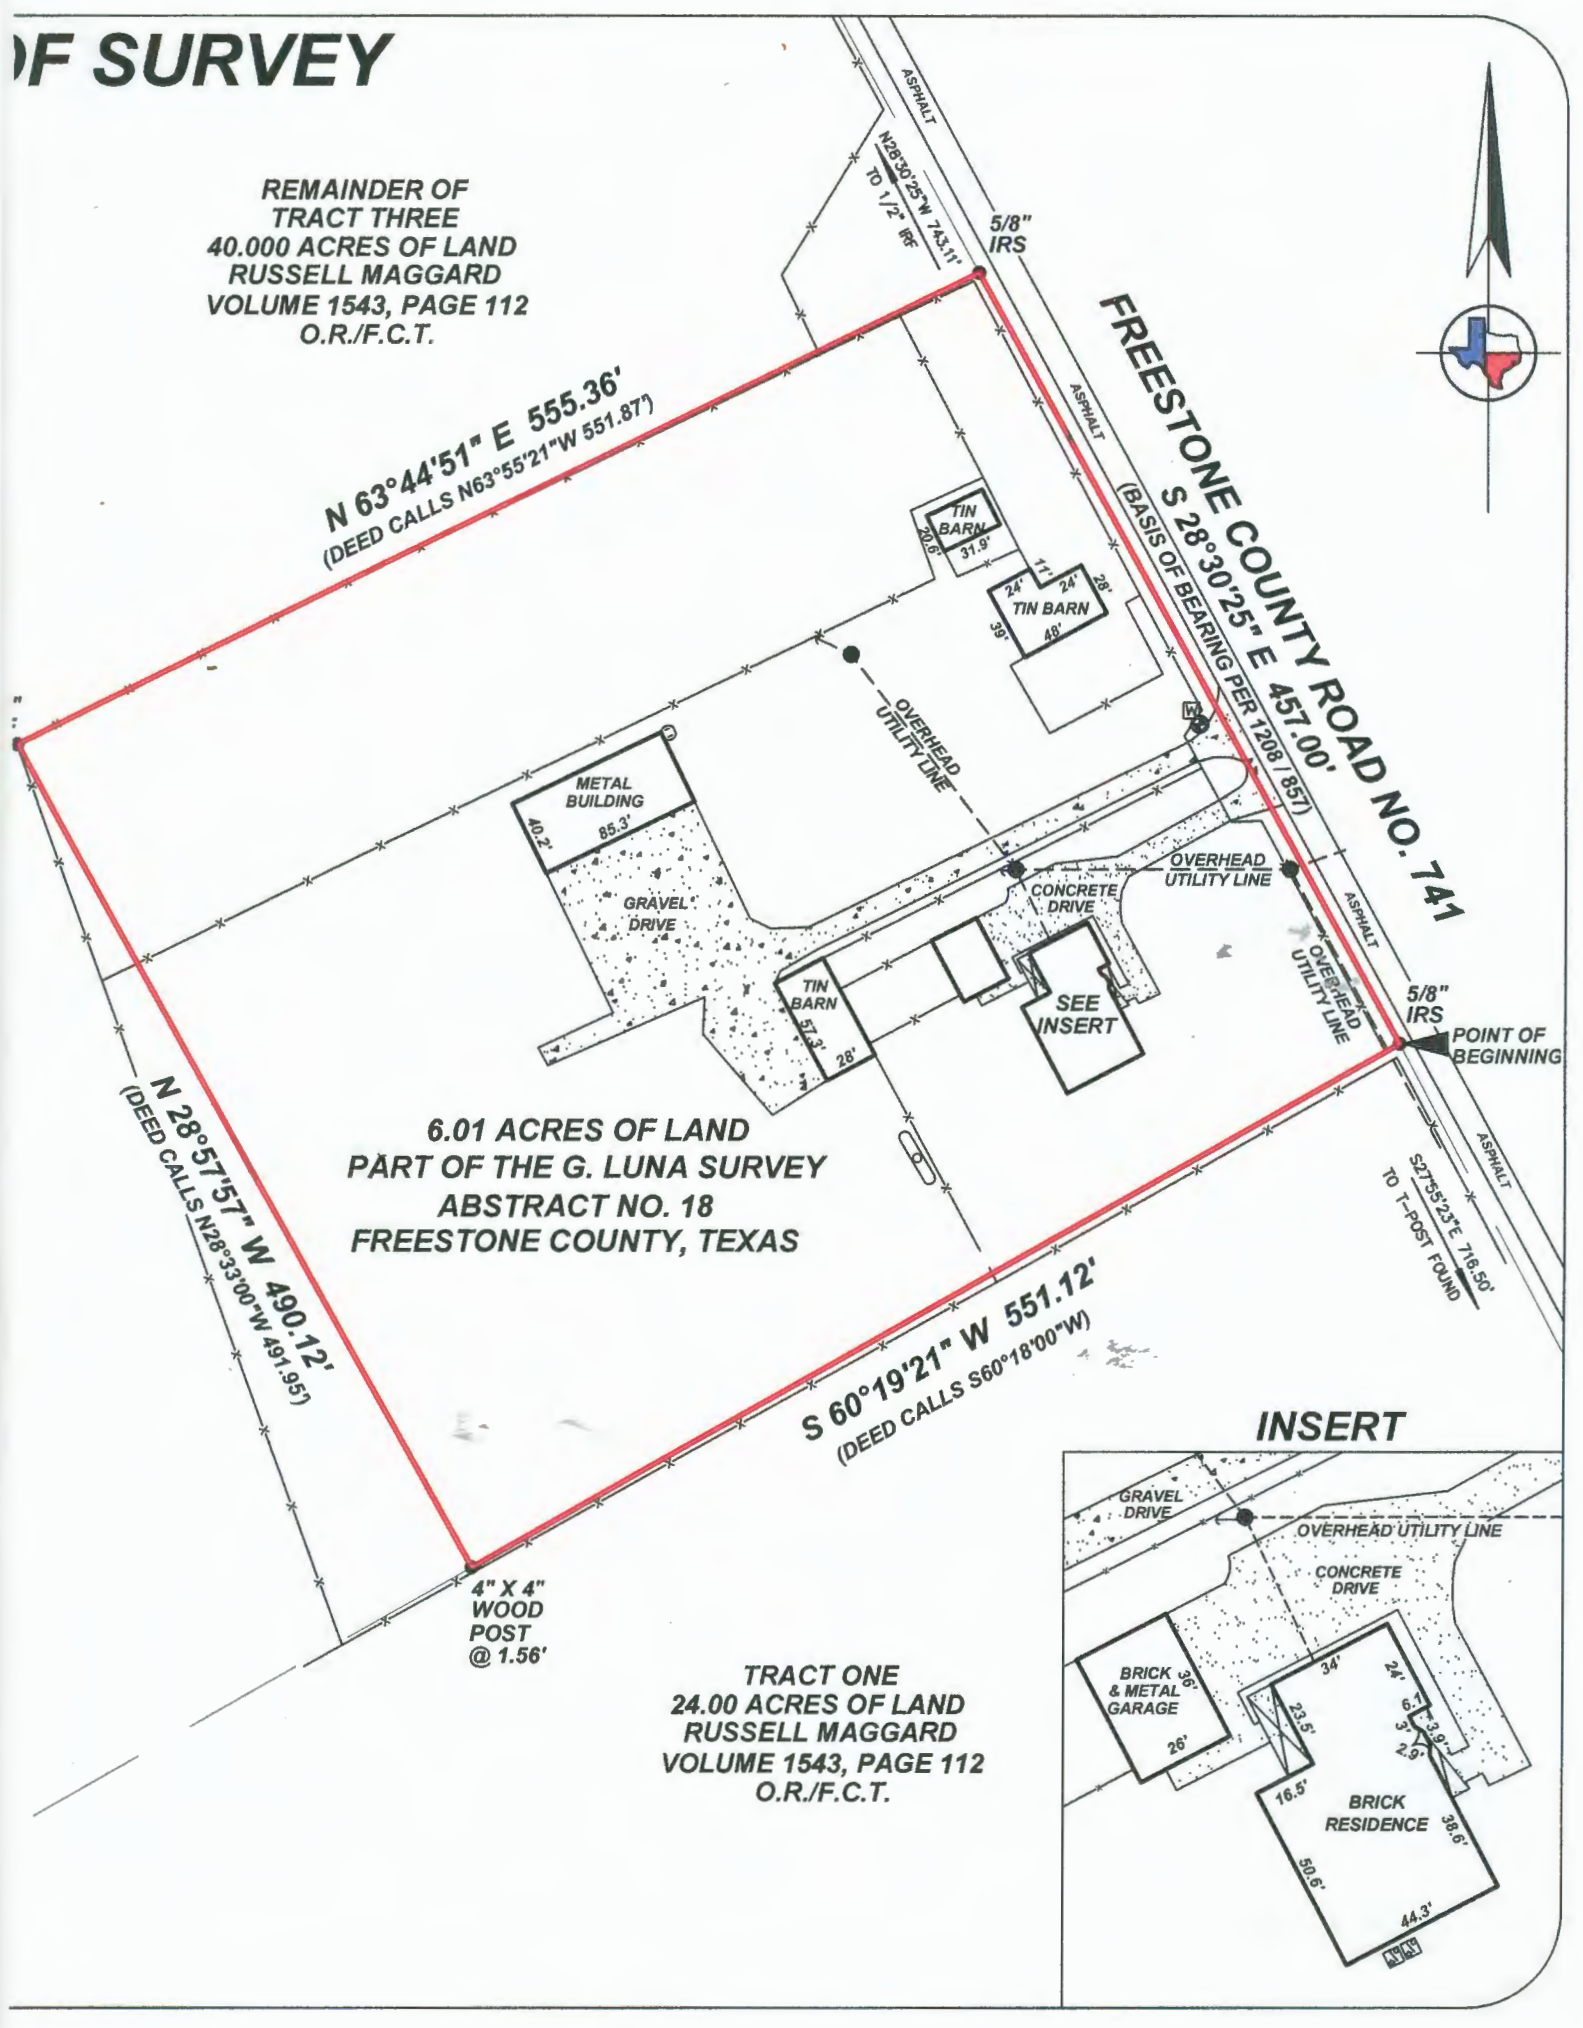 OF SURVEY
REMAINDER OF
TRACT THREE
40.000 ACRES OF LAND
RUSSELL MAGGARD
VOLUME 1543, PAGE 112
O.R./F.C.T.
ASPHALT
N28°30'25"W 743.11'
TO 1/2" IRF
5/8"
IRS
FREESTONE COUNTY ROAD NO. 741
S 28°30'25" E 457.00'
(BASIS OF BEARING PER 1208 / 857)
ASPHALT
N 63°44'51" E 555.36'
(DEED CALLS N63°55'21"W 551.87')
TIN
BARN
20.6'
31.9'
11'
24'
24'
28'
TIN BARN
39'
48'
W
OVERHEAD
UTILITY LINE
METAL
BUILDING
40.2'
85.3'
OVERHEAD
UTILITY LINE
GRAVEL
DRIVE
CONCRETE
DRIVE
ASPHALT
OVERHEAD
UTILITY LINE
TIN
BARN
57.3'
28'
SEE
INSERT
5/8"
IRS
POINT OF
BEGINNING
N 28°57'57" W 490.12'
(DEED CALLS N28°33'00"W 491.95')
6.01 ACRES OF LAND
PART OF THE G. LUNA SURVEY
ABSTRACT NO. 18
FREESTONE COUNTY, TEXAS
ASPHALT
S27°55'23"E 716.50'
TO T-POST FOUND
S 60°19'21" W 551.12'
(DEED CALLS S60°18'00"W)
4" X 4"
WOOD
POST
@ 1.56'
TRACT ONE
24.00 ACRES OF LAND
RUSSELL MAGGARD
VOLUME 1543, PAGE 112
O.R./F.C.T.
INSERT
GRAVEL
DRIVE
OVERHEAD UTILITY LINE
CONCRETE
DRIVE
BRICK
& METAL
GARAGE
36'
26'
34'
24'
23.5'
6.1'
3'
3.9'
2.9'
16.5'
BRICK
RESIDENCE
38.6'
50.6'
44.3'